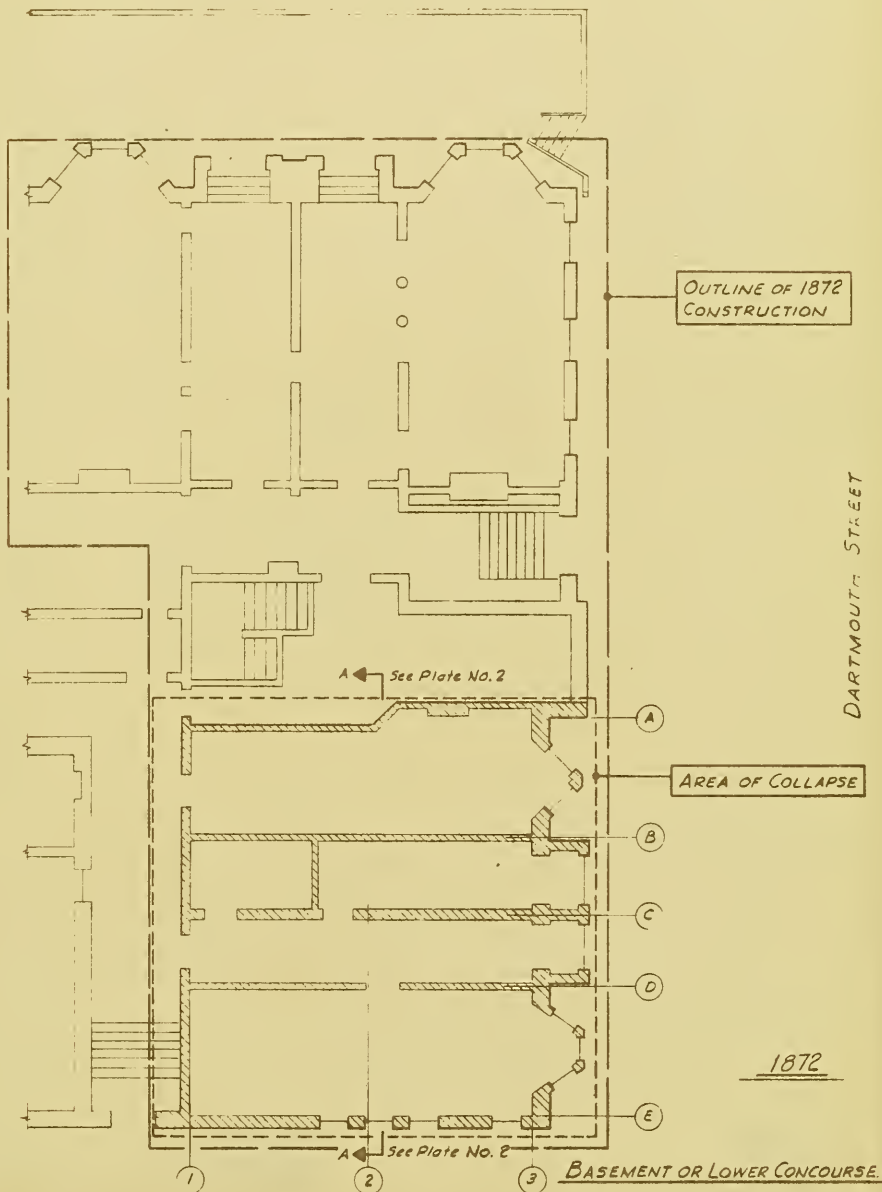 OUTLINE OF 1872
CONSTRUCTION
DARTMOUTH STREET
A
See Plate No. 2
A
AREA OF COLLAPSE
B
C
D
1872
E
A
See Plate No. 2
1
2
3
BASEMENT OR LOWER CONCOURSE.